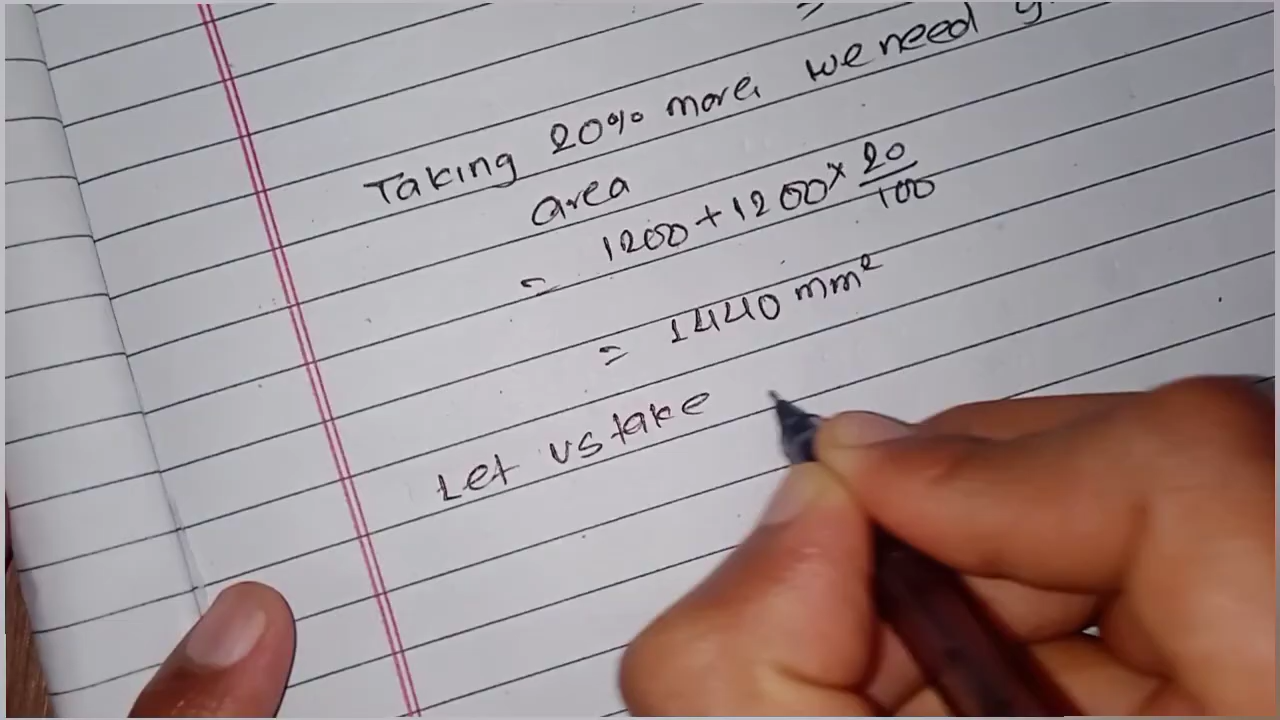 Taking 20% more, we need
area
= 1200 + 1200 × 20/100
= 1440 mm²
Let us take